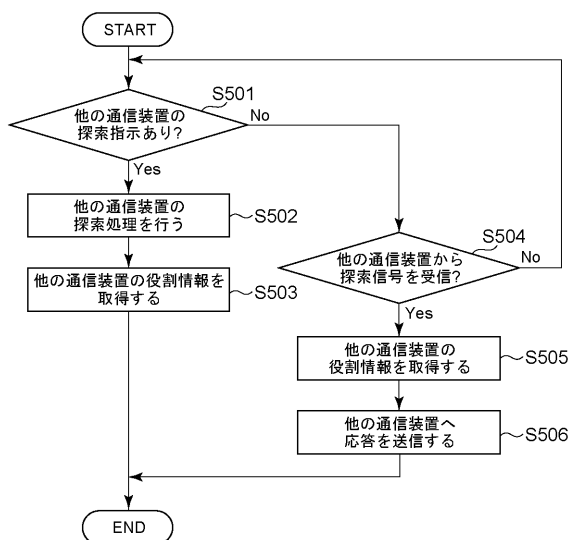 START
S501
他の通信装置の
探索指示あり?
No
Yes
他の通信装置の
探索処理を行う
S502
S504
他の通信装置から
探索信号を受信?
No
他の通信装置の役割情報を
取得する
S503
Yes
他の通信装置の
役割情報を取得する
S505
他の通信装置へ
応答を送信する
S506
END